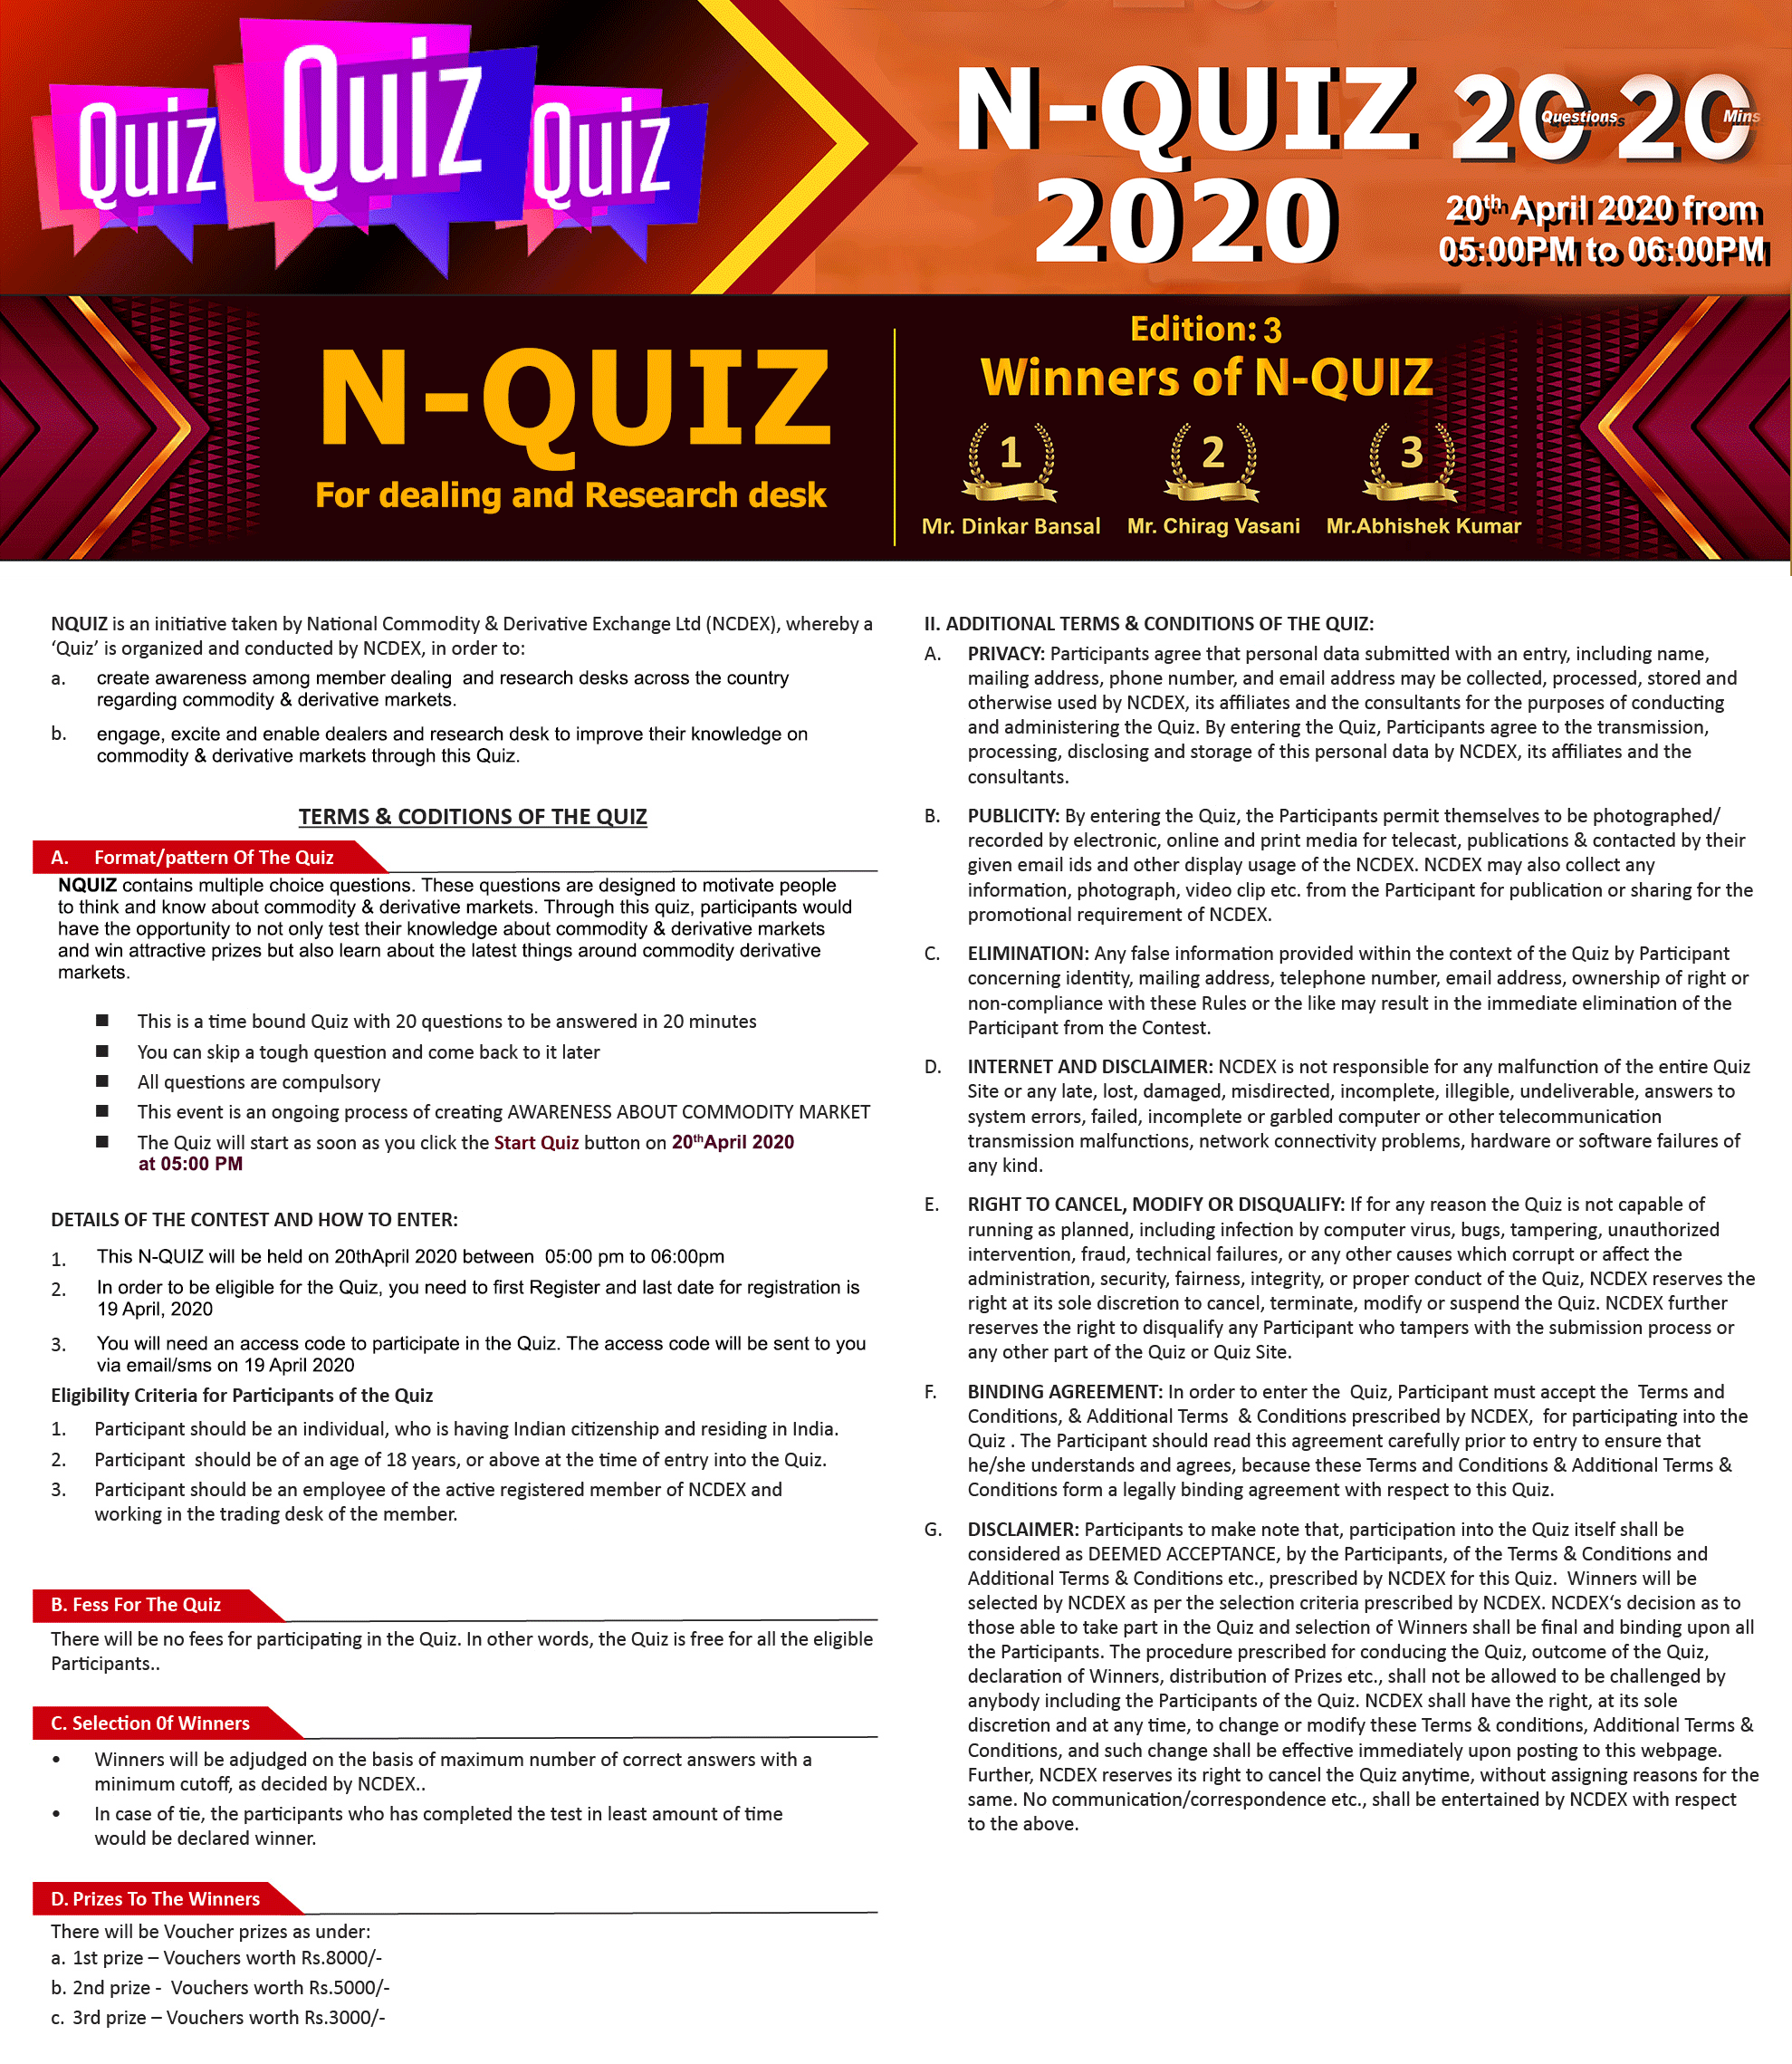 Quiz
Quiz
Quiz
N-QUIZ
2020
20 Questions 20 Mins
20th April 2020 from
05:00PM to 06:00PM
N-QUIZ
For dealing and Research desk
Edition: 3
Winners of N-QUIZ
1
2
3
Mr. Dinkar Bansal
Mr. Chirag Vasani
Mr.Abhishek Kumar
NQUIZ is an initiative taken by National Commodity & Derivative Exchange Ltd (NCDEX), whereby a
‘Quiz’ is organized and conducted by NCDEX, in order to:
a. create awareness among member dealing and research desks across the country
regarding commodity & derivative markets.
b. engage, excite and enable dealers and research desk to improve their knowledge on
commodity & derivative markets through this Quiz.
TERMS & CODITIONS OF THE QUIZ
A. Format/pattern Of The Quiz
NQUIZ contains multiple choice questions. These questions are designed to motivate people
to think and know about commodity & derivative markets. Through this quiz, participants would
have the opportunity to not only test their knowledge about commodity & derivative markets
and win attractive prizes but also learn about the latest things around commodity derivative
markets.
■ This is a time bound Quiz with 20 questions to be answered in 20 minutes
■ You can skip a tough question and come back to it later
■ All questions are compulsory
■ This event is an ongoing process of creating AWARENESS ABOUT COMMODITY MARKET
■ The Quiz will start as soon as you click the Start Quiz button on 20thApril 2020
at 05:00 PM
DETAILS OF THE CONTEST AND HOW TO ENTER:
1. This N-QUIZ will be held on 20thApril 2020 between 05:00 pm to 06:00pm
2. In order to be eligible for the Quiz, you need to first Register and last date for registration is
19 April, 2020
3. You will need an access code to participate in the Quiz. The access code will be sent to you
via email/sms on 19 April 2020
Eligibility Criteria for Participants of the Quiz
1. Participant should be an individual, who is having Indian citizenship and residing in India.
2. Participant should be of an age of 18 years, or above at the time of entry into the Quiz.
3. Participant should be an employee of the active registered member of NCDEX and
working in the trading desk of the member.
B. Fess For The Quiz
There will be no fees for participating in the Quiz. In other words, the Quiz is free for all the eligible
Participants..
C. Selection 0f Winners
• Winners will be adjudged on the basis of maximum number of correct answers with a
minimum cutoff, as decided by NCDEX..
• In case of tie, the participants who has completed the test in least amount of time
would be declared winner.
D. Prizes To The Winners
There will be Voucher prizes as under:
a. 1st prize – Vouchers worth Rs.8000/-
b. 2nd prize - Vouchers worth Rs.5000/-
c. 3rd prize – Vouchers worth Rs.3000/-
II. ADDITIONAL TERMS & CONDITIONS OF THE QUIZ:
A. PRIVACY: Participants agree that personal data submitted with an entry, including name,
mailing address, phone number, and email address may be collected, processed, stored and
otherwise used by NCDEX, its affiliates and the consultants for the purposes of conducting
and administering the Quiz. By entering the Quiz, Participants agree to the transmission,
processing, disclosing and storage of this personal data by NCDEX, its affiliates and the
consultants.
B. PUBLICITY: By entering the Quiz, the Participants permit themselves to be photographed/
recorded by electronic, online and print media for telecast, publications & contacted by their
given email ids and other display usage of the NCDEX. NCDEX may also collect any
information, photograph, video clip etc. from the Participant for publication or sharing for the
promotional requirement of NCDEX.
C. ELIMINATION: Any false information provided within the context of the Quiz by Participant
concerning identity, mailing address, telephone number, email address, ownership of right or
non-compliance with these Rules or the like may result in the immediate elimination of the
Participant from the Contest.
D. INTERNET AND DISCLAIMER: NCDEX is not responsible for any malfunction of the entire Quiz
Site or any late, lost, damaged, misdirected, incomplete, illegible, undeliverable, answers to
system errors, failed, incomplete or garbled computer or other telecommunication
transmission malfunctions, network connectivity problems, hardware or software failures of
any kind.
E. RIGHT TO CANCEL, MODIFY OR DISQUALIFY: If for any reason the Quiz is not capable of
running as planned, including infection by computer virus, bugs, tampering, unauthorized
intervention, fraud, technical failures, or any other causes which corrupt or affect the
administration, security, fairness, integrity, or proper conduct of the Quiz, NCDEX reserves the
right at its sole discretion to cancel, terminate, modify or suspend the Quiz. NCDEX further
reserves the right to disqualify any Participant who tampers with the submission process or
any other part of the Quiz or Quiz Site.
F. BINDING AGREEMENT: In order to enter the Quiz, Participant must accept the Terms and
Conditions, & Additional Terms & Conditions prescribed by NCDEX, for participating into the
Quiz . The Participant should read this agreement carefully prior to entry to ensure that
he/she understands and agrees, because these Terms and Conditions & Additional Terms &
Conditions form a legally binding agreement with respect to this Quiz.
G. DISCLAIMER: Participants to make note that, participation into the Quiz itself shall be
considered as DEEMED ACCEPTANCE, by the Participants, of the Terms & Conditions and
Additional Terms & Conditions etc., prescribed by NCDEX for this Quiz. Winners will be
selected by NCDEX as per the selection criteria prescribed by NCDEX. NCDEX‘s decision as to
those able to take part in the Quiz and selection of Winners shall be final and binding upon all
the Participants. The procedure prescribed for conducing the Quiz, outcome of the Quiz,
declaration of Winners, distribution of Prizes etc., shall not be allowed to be challenged by
anybody including the Participants of the Quiz. NCDEX shall have the right, at its sole
discretion and at any time, to change or modify these Terms & conditions, Additional Terms &
Conditions, and such change shall be effective immediately upon posting to this webpage.
Further, NCDEX reserves its right to cancel the Quiz anytime, without assigning reasons for the
same. No communication/correspondence etc., shall be entertained by NCDEX with respect
to the above.